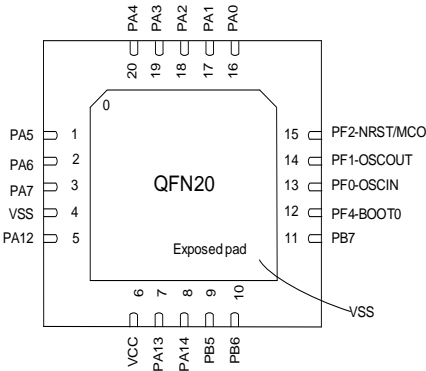 PA4 PA3 PA2 PA1 PA0
20 19 18 17 16
0
PA5 1
PA6 2
PA7 3
VSS 4
PA12 5
QFN20
15 PF2-NRST/MCO
14 PF1-OSCOUT
13 PF0-OSCIN
12 PF4-BOOT0
11 PB7
Exposed pad
VSS
6 7 8 9 10
VCC PA13 PA14 PB5 PB6